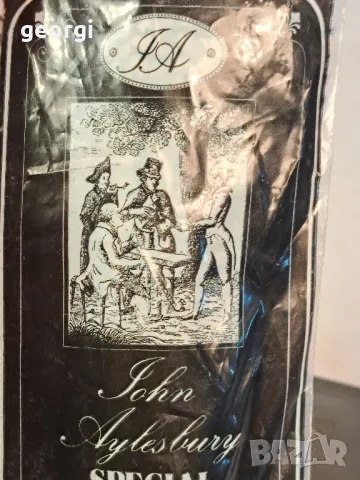 georgi
JA
John
Aylesbury
SPECIAL
BAZAR